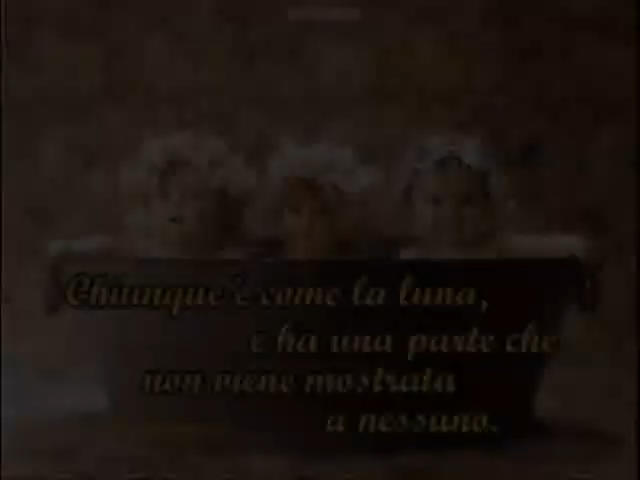 Chiunque è come la luna,
e ha una parte che
non viene mostrata
a nessuno.